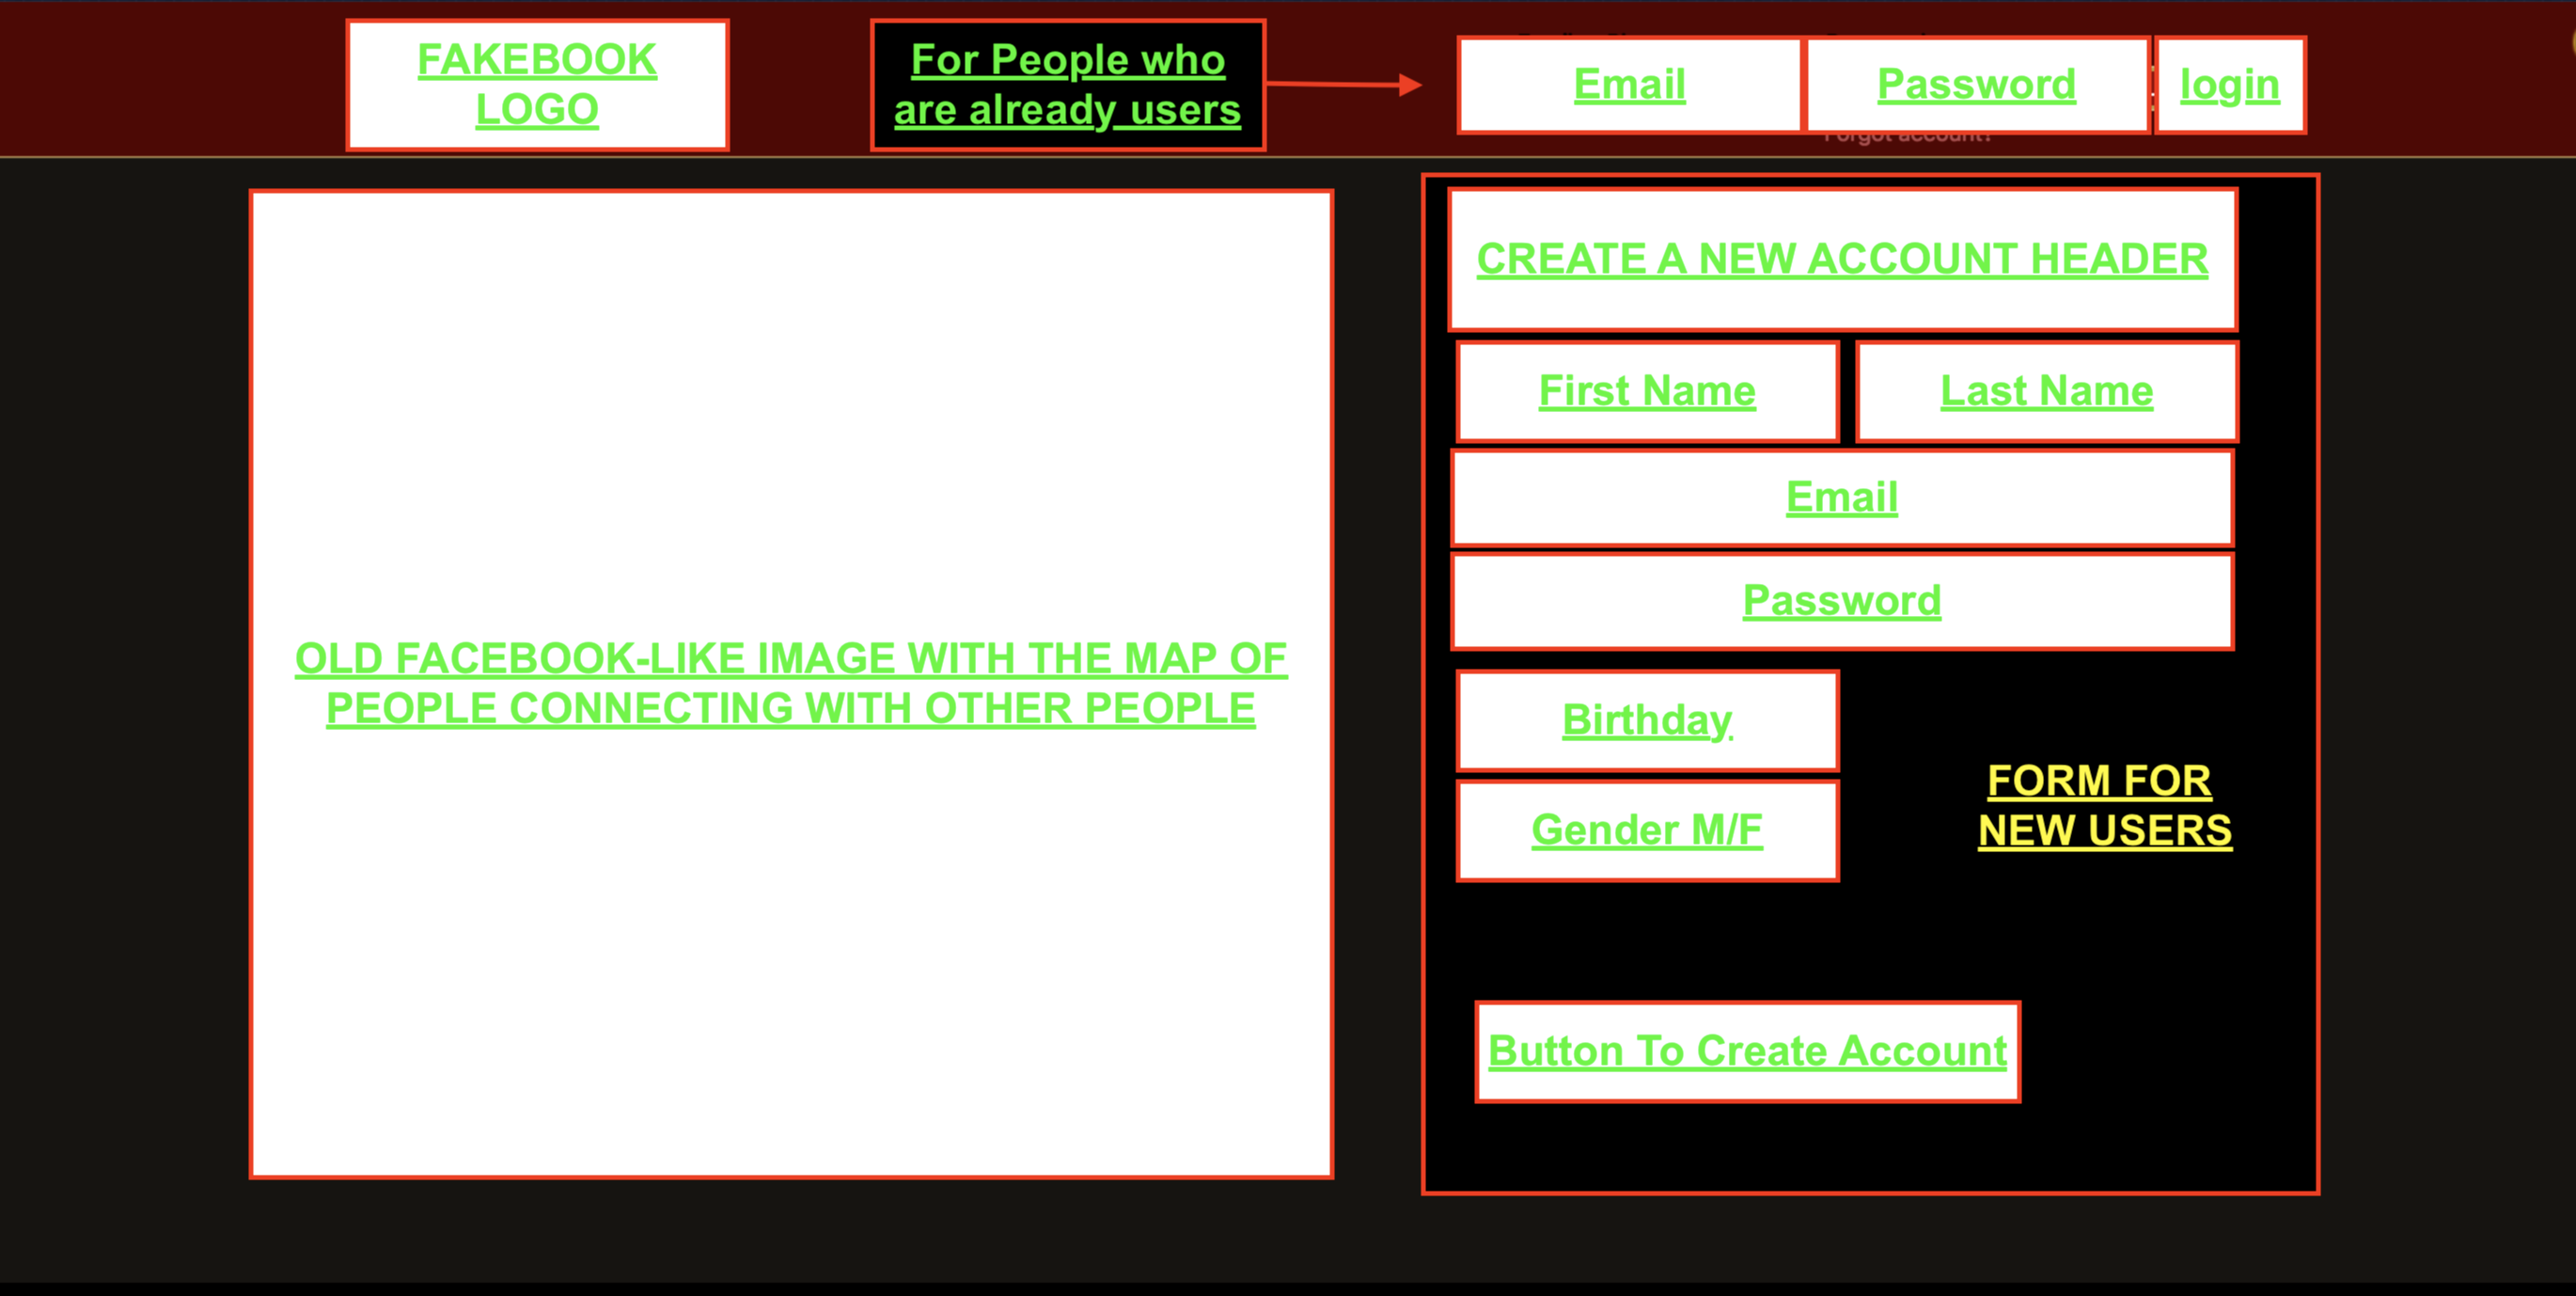 FAKEBOOK
LOGO
For People who
are already users
Email
Password
login
Forgot account?
CREATE A NEW ACCOUNT HEADER
First Name
Last Name
Email
Password
OLD FACEBOOK-LIKE IMAGE WITH THE MAP OF
PEOPLE CONNECTING WITH OTHER PEOPLE
Birthday
Gender M/F
FORM FOR
NEW USERS
Button To Create Account